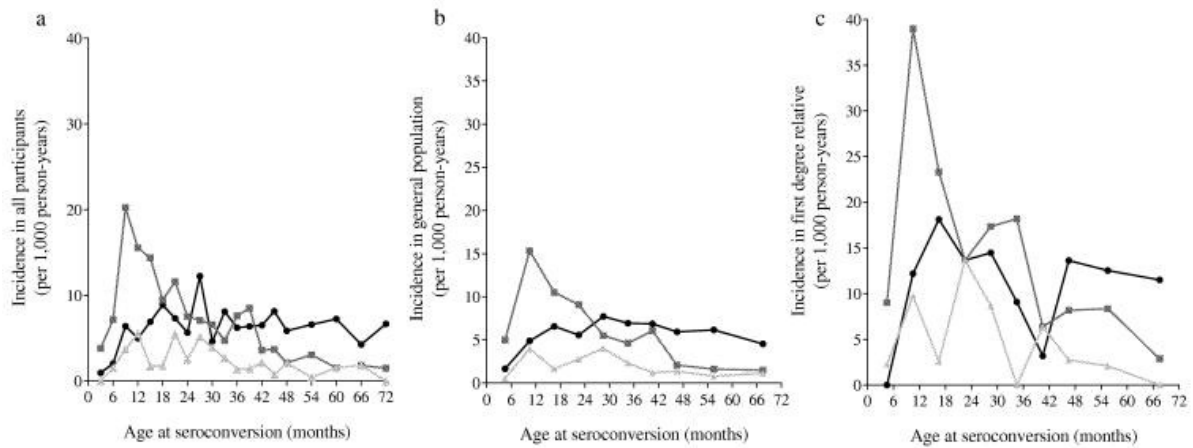 a
Incidence in all participants
(per 1,000 person-years)
40
30
20
10
0
0 6 12 18 24 30 36 42 48 54 60 66 72
Age at seroconversion (months)
b
Incidence in general population
(per 1,000 person-years)
40
35
30
25
20
15
10
5
0
0 6 12 18 24 30 36 42 48 54 60 66 72
Age at seroconversion (months)
c
Incidence in first degree relative
(per 1,000 person-years)
40
35
30
25
20
15
10
5
0
0 6 12 18 24 30 36 42 48 54 60 66 72
Age at seroconversion (months)